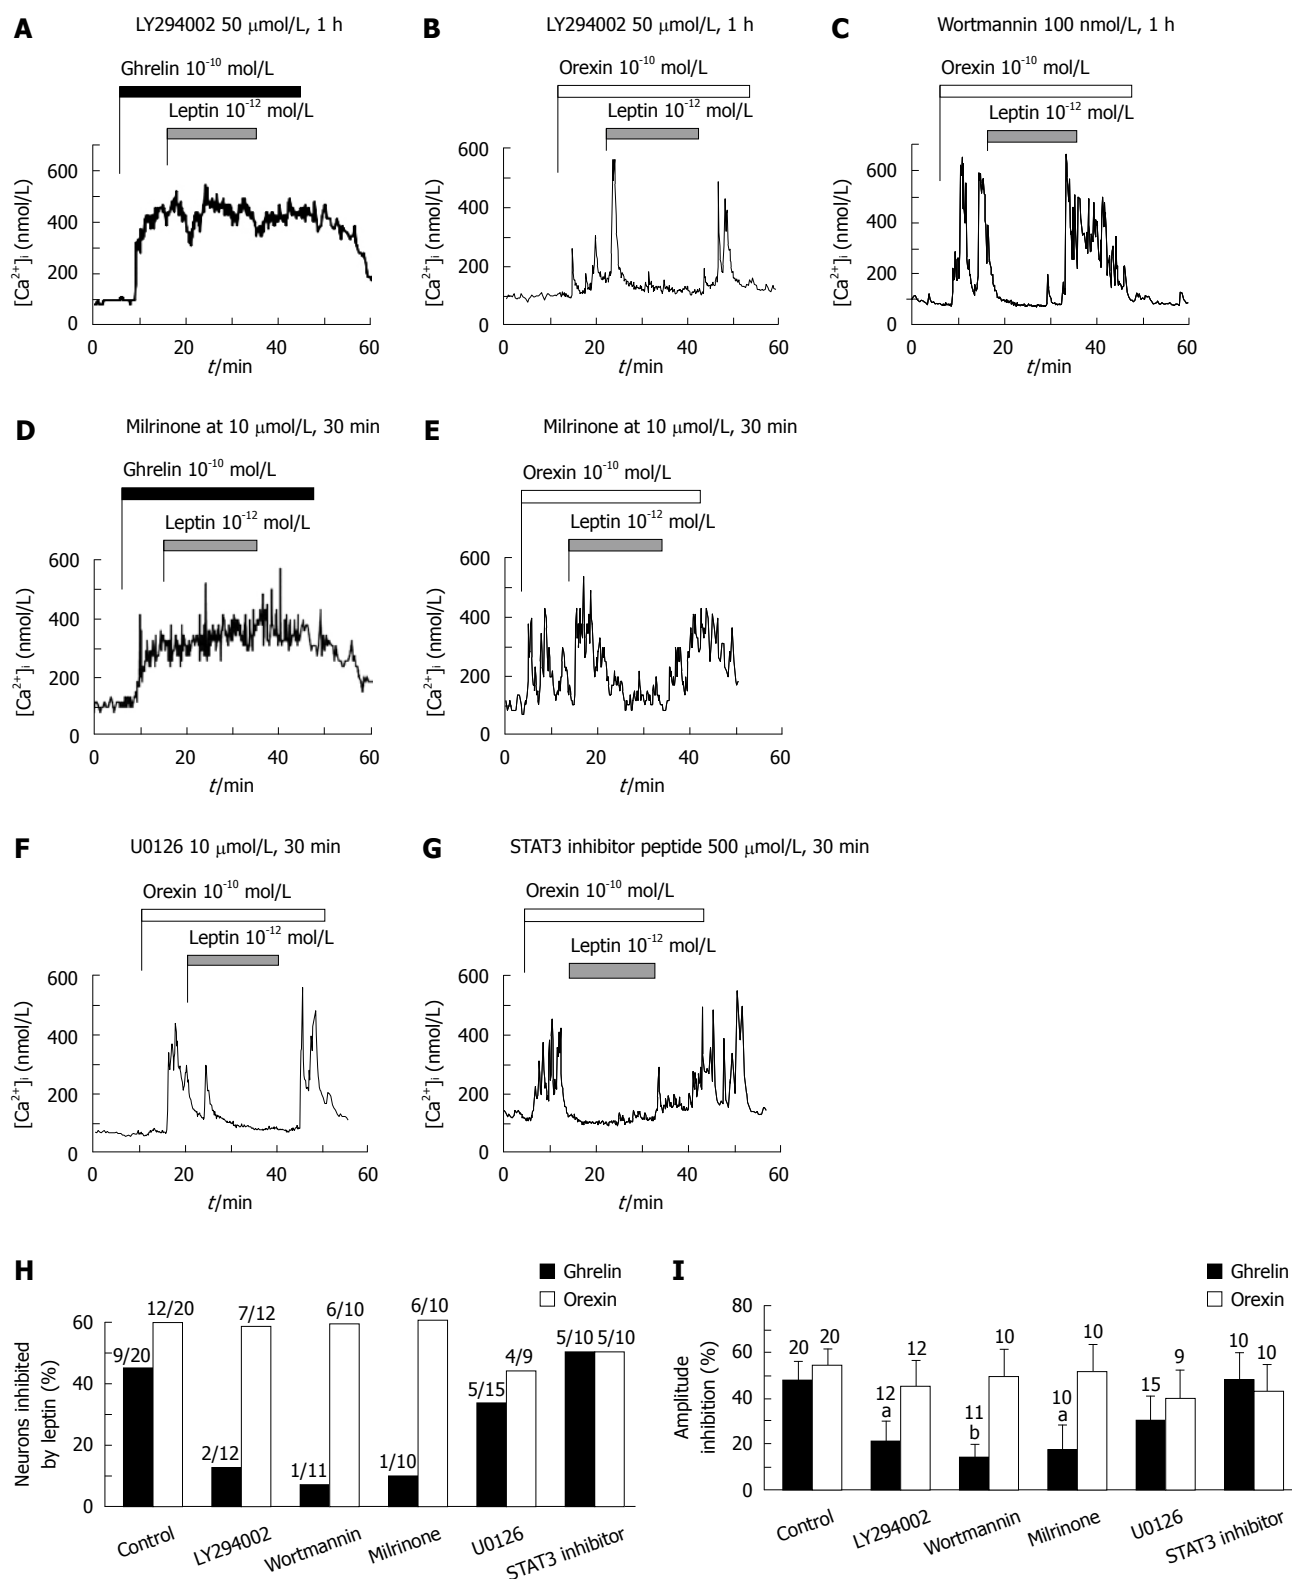 A
LY294002 50 μmol/L, 1 h
Ghrelin 10⁻¹⁰ mol/L
Leptin 10⁻¹² mol/L
[Ca²⁺]i (nmol/L)
600
400
200
0
0 20 40 60
t/min
B
LY294002 50 μmol/L, 1 h
Orexin 10⁻¹⁰ mol/L
Leptin 10⁻¹² mol/L
[Ca²⁺]i (nmol/L)
600
400
200
0
0 20 40 60
t/min
C
Wortmannin 100 nmol/L, 1 h
Orexin 10⁻¹⁰ mol/L
Leptin 10⁻¹² mol/L
[Ca²⁺]i (nmol/L)
600
400
200
0
0 20 40 60
t/min
D
Milrinone at 10 μmol/L, 30 min
Ghrelin 10⁻¹⁰ mol/L
Leptin 10⁻¹² mol/L
[Ca²⁺]i (nmol/L)
600
400
200
0
0 20 40 60
t/min
E
Milrinone at 10 μmol/L, 30 min
Orexin 10⁻¹⁰ mol/L
Leptin 10⁻¹² mol/L
[Ca²⁺]i (nmol/L)
600
400
200
0
0 20 40 60
t/min
F
U0126 10 μmol/L, 30 min
Orexin 10⁻¹⁰ mol/L
Leptin 10⁻¹² mol/L
[Ca²⁺]i (nmol/L)
600
400
200
0
0 20 40 60
t/min
G
STAT3 inhibitor peptide 500 μmol/L, 30 min
Orexin 10⁻¹⁰ mol/L
Leptin 10⁻¹² mol/L
[Ca²⁺]i (nmol/L)
600
400
200
0
0 20 40 60
t/min
H
Ghrelin
Orexin
Neurons inhibited
by leptin (%)
60
40
20
0
9/20 12/20 2/12 7/12 1/11 6/10 1/10 6/10 5/15 4/9 5/10 5/10
Control LY294002 Wortmannin Milrinone U0126 STAT3 inhibitor
I
Ghrelin
Orexin
Amplitude
inhibition (%)
80
60
40
20
0
20 20 12 12 11 10 10 10 15 9 10 10
a b a
Control LY294002 Wortmannin Milrinone U0126 STAT3 inhibitor